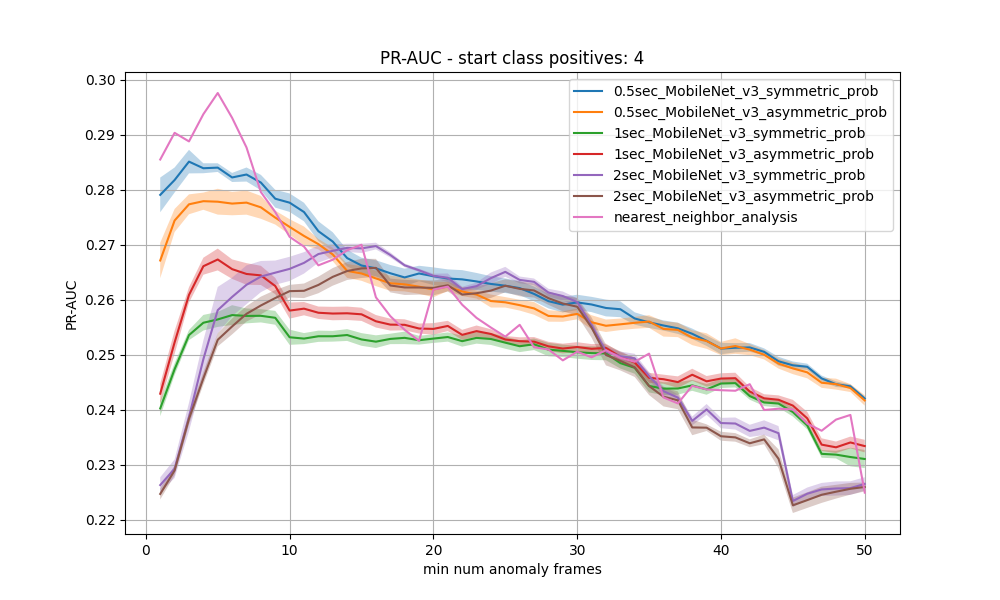 PR-AUC - start class positives: 4
0.30
0.29
0.28
0.27
0.26
0.25
0.24
0.23
0.22
PR-AUC
0.5sec_MobileNet_v3_symmetric_prob
0.5sec_MobileNet_v3_asymmetric_prob
1sec_MobileNet_v3_symmetric_prob
1sec_MobileNet_v3_asymmetric_prob
2sec_MobileNet_v3_symmetric_prob
2sec_MobileNet_v3_asymmetric_prob
nearest_neighbor_analysis
0 10 20 30 40 50
min num anomaly frames